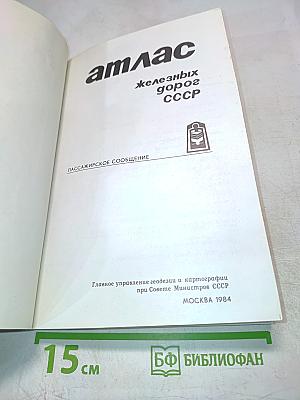 атлас
железных
дорог
СССР
ПАССАЖИРСКОЕ СООБЩЕНИЕ
Главное управление геодезии и картографии
при Совете Министров СССР
МОСКВА 1984
15 см
БФ БИБЛИОФАН